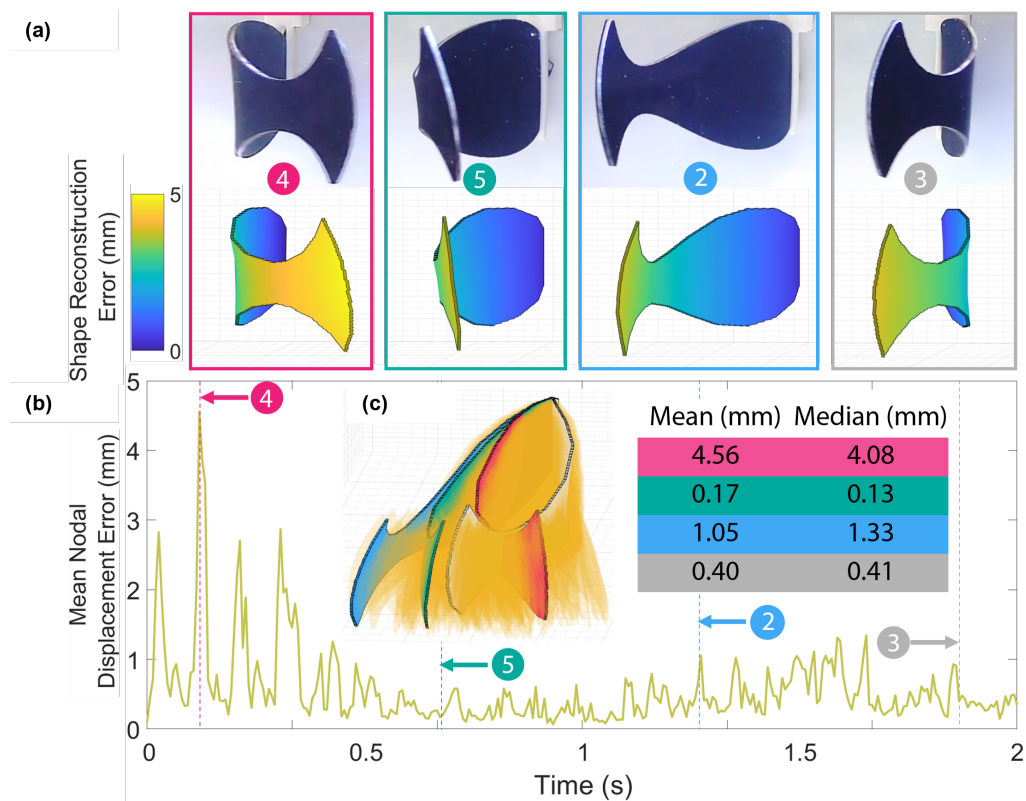 (a)
4
5
2
3
Shape Reconstruction
Error (mm)
5
0
(b)
(c)
Mean Nodal
Displacement Error (mm)
5
4
3
2
1
0
4
5
2
3
Mean (mm) Median (mm)
4.56 4.08
0.17 0.13
1.05 1.33
0.40 0.41
0 0.5 1 1.5 2
Time (s)